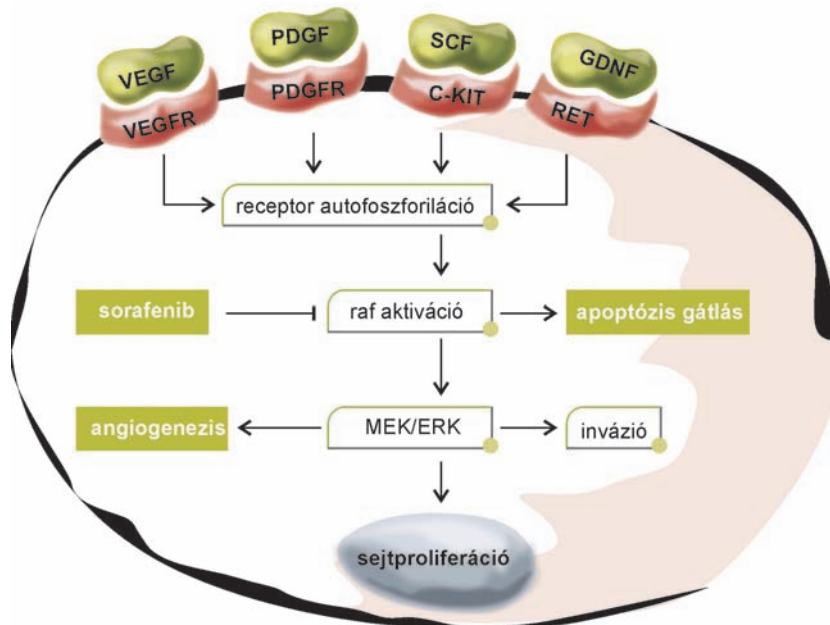 VEGF
PDGF
SCF
GDNF
VEGFR
PDGFR
C-KIT
RET
receptor autofoszforiláció
sorafenib
raf aktiváció
apoptózis gátlás
angiogenezis
MEK/ERK
invázió
sejtproliferáció